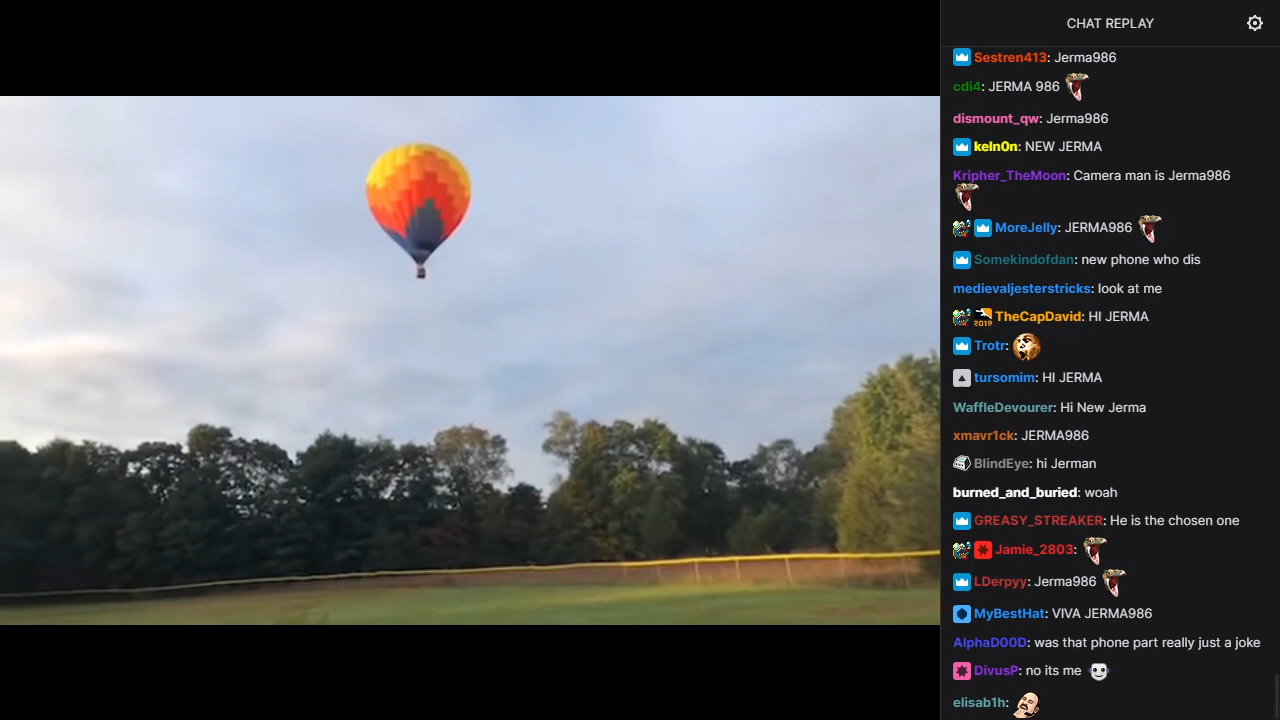 CHAT REPLAY
Sestren413: Jerma986
cdi4: JERMA 986
dismount_qw: Jerma986
keln0n: NEW JERMA
Kripher_TheMoon: Camera man is Jerma986
MoreJelly: JERMA986
Somekindofdan: new phone who dis
medievaljesterstricks: look at me
2019 TheCapDavid: HI JERMA
Trotr:
tursomim: HI JERMA
WaffleDevourer: Hi New Jerma
xmavr1ck: JERMA986
BlindEye: hi Jerman
burned_and_buried: woah
GREASY_STREAKER: He is the chosen one
Jamie_2803:
LDerpyy: Jerma986
MyBestHat: VIVA JERMA986
AlphaD00D: was that phone part really just a joke
DivusP: no its me
elisab1h: